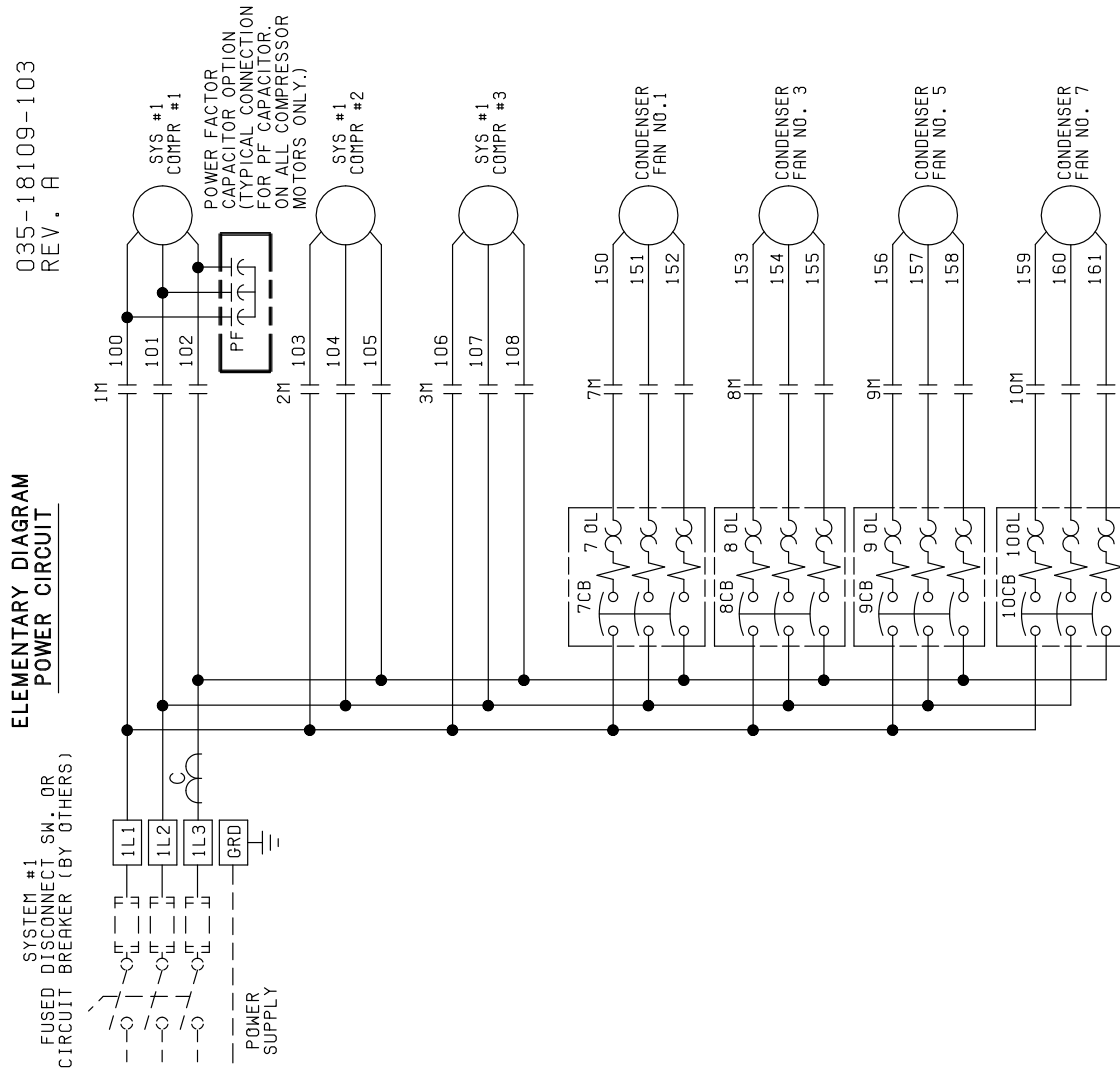 035-18109-103
REV. A
ELEMENTARY DIAGRAM
POWER CIRCUIT
SYSTEM #1
FUSED DISCONNECT SW. OR
CIRCUIT BREAKER (BY OTHERS)
POWER
SUPPLY
1L1
1L2
1L3
GRD
C
1M
100
101
102
SYS #1
COMPR #1
PF
POWER FACTOR
CAPACITOR OPTION
(TYPICAL CONNECTION
FOR PF CAPACITOR.
ON ALL COMPRESSOR
MOTORS ONLY.)
2M
103
104
105
SYS #1
COMPR #2
3M
106
107
108
SYS #1
COMPR #3
7CB
7 OL
7M
150
151
152
CONDENSER
FAN NO.1
8CB
8 OL
8M
153
154
155
CONDENSER
FAN NO. 3
9CB
9 OL
9M
156
157
158
CONDENSER
FAN NO. 5
10CB
10OL
10M
159
160
161
CONDENSER
FAN NO. 7